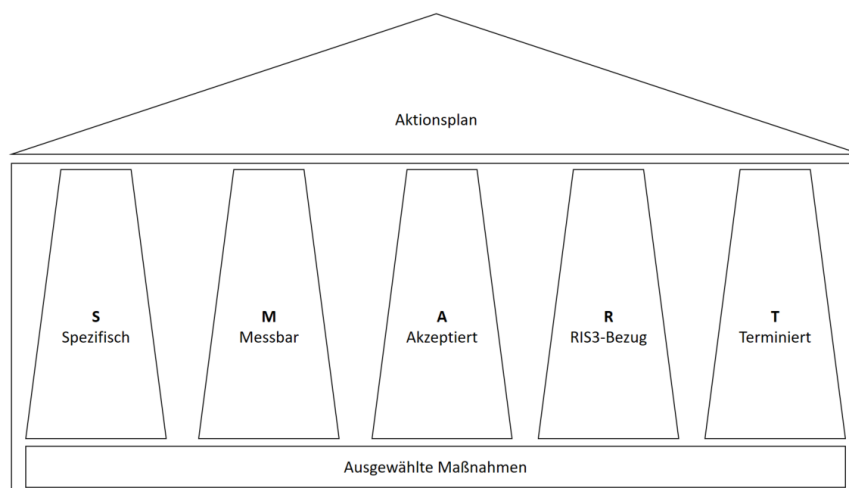 Aktionsplan
S
Spezifisch
M
Messbar
A
Akzeptiert
R
RIS3-Bezug
T
Terminiert
Ausgewählte Maßnahmen